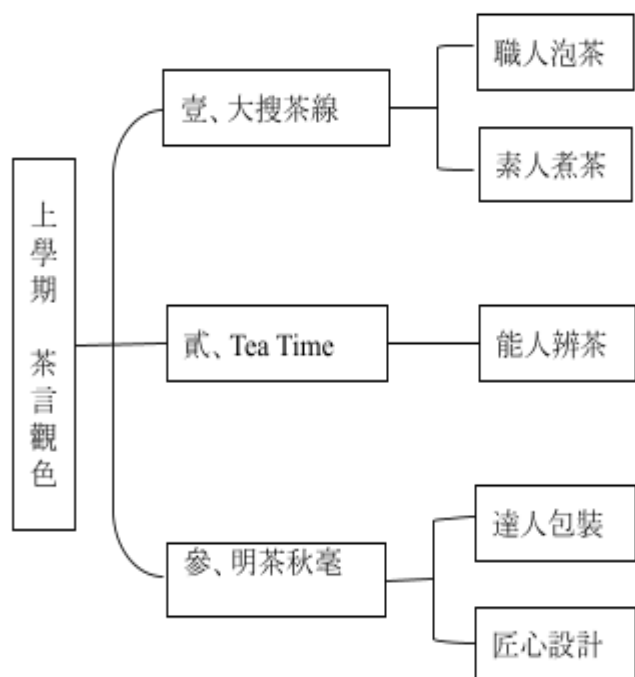 上學期 茶言觀色
壹、大搜茶線
職人泡茶
素人煮茶
貳、Tea Time
能人辨茶
參、明茶秋毫
達人包裝
匠心設計